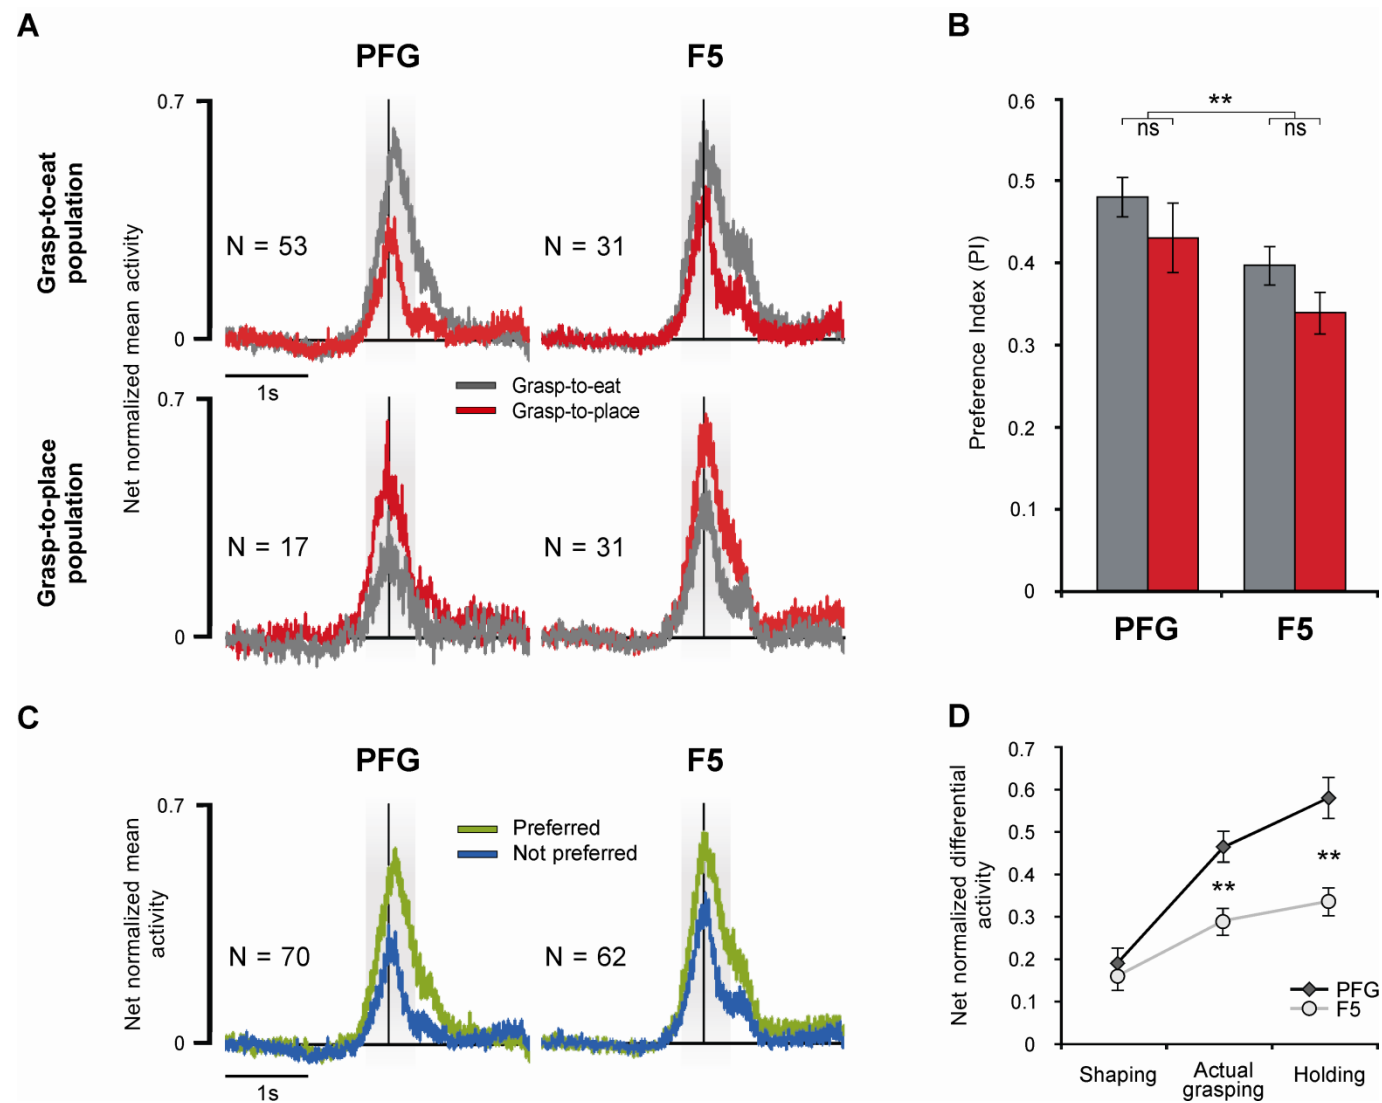 A
PFG
F5
Grasp-to-eat
population
Net normalized mean activity
0.7
0
N = 53
N = 31
1s
Grasp-to-eat
Grasp-to-place
Grasp-to-place
population
0.7
0
N = 17
N = 31
B
Preference Index (PI)
0.6
0.5
0.4
0.3
0.2
0.1
0
**
ns
ns
PFG
F5
C
PFG
F5
Net normalized mean
activity
0.7
0
Preferred
Not preferred
N = 70
N = 62
1s
D
Net normalized differential
activity
0.7
0.6
0.5
0.4
0.3
0.2
0.1
0
**
**
PFG
F5
Shaping
Actual
grasping
Holding